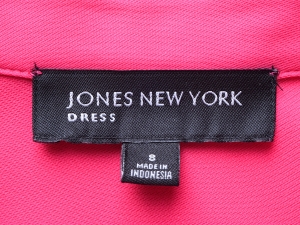 JONES NEW YORK
DRESS
8
MADE IN
INDONESIA